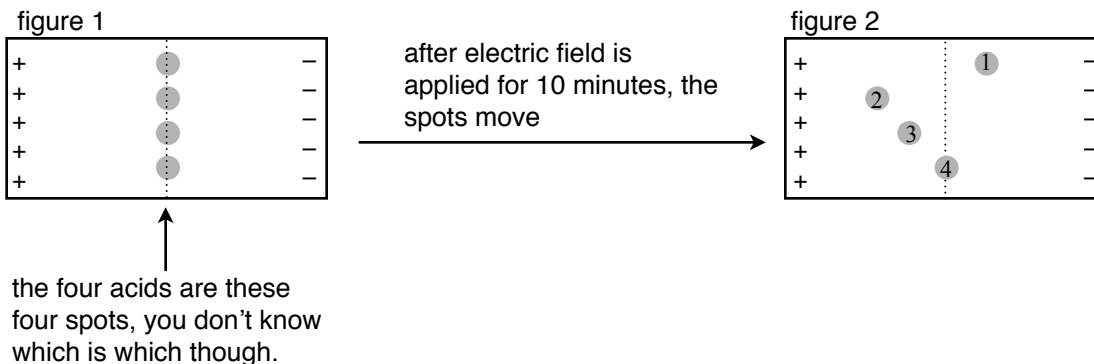 figure 1
+ –
+ –
+ –
+ –
+ –
after electric field is
applied for 10 minutes, the
spots move
figure 2
+ 1 –
+ 2 –
+ 3 –
+ 4 –
+ –
the four acids are these
four spots, you don't know
which is which though.